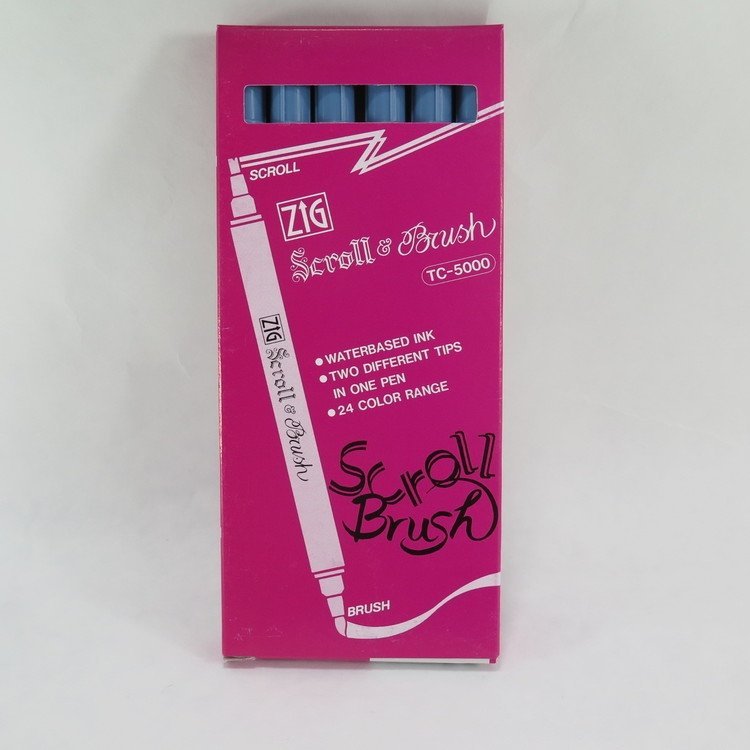 SCROLL
ZIG
Scroll & Brush
TC-5000
ZIG Scroll & Brush
• WATERBASED INK
• TWO DIFFERENT TIPS
IN ONE PEN
• 24 COLOR RANGE
Scroll
Brush
BRUSH